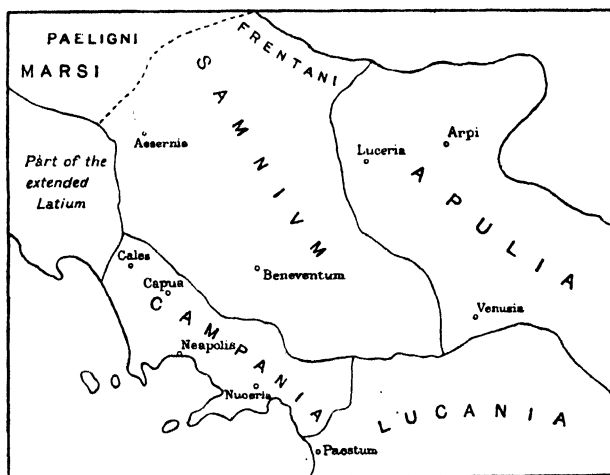 PAELIGNI
MARSI
FRENTANI
SAMNIVM
Aesernia
Luceria
Arpi
APULIA
Part of the
extended
Latium
Cales
Capua
Beneventum
CAMPANIA
Venusia
Neapolis
Nuceria
LUCANIA
Paestum